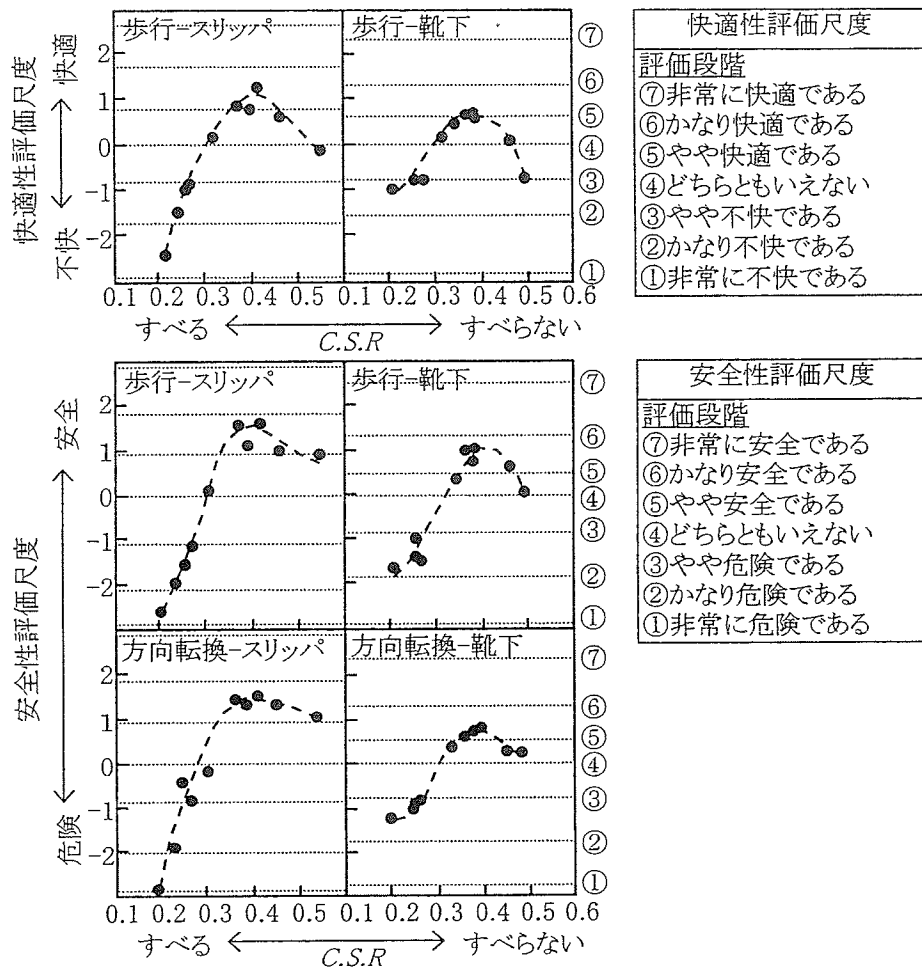 歩行−スリッパ
歩行−靴下
快適性評価尺度
不快 ←→ 快適
2
1
0
-1
-2
⑦
⑥
⑤
④
③
②
①
0.1 0.2 0.3 0.4 0.5
0.1 0.2 0.3 0.4 0.5 0.6
すべる ←→ すべらない
C.S.R
快適性評価尺度
評価段階
⑦非常に快適である
⑥かなり快適である
⑤やや快適である
④どちらともいえない
③やや不快である
②かなり不快である
①非常に不快である
歩行−スリッパ
歩行−靴下
安全性評価尺度
危険 ←→ 安全
2
1
0
-1
-2
⑦
⑥
⑤
④
③
②
①
方向転換−スリッパ
方向転換−靴下
2
1
0
-1
-2
⑦
⑥
⑤
④
③
②
①
0.1 0.2 0.3 0.4 0.5
0.1 0.2 0.3 0.4 0.5 0.6
すべる ←→ すべらない
C.S.R
安全性評価尺度
評価段階
⑦非常に安全である
⑥かなり安全である
⑤やや安全である
④どちらともいえない
③やや危険である
②かなり危険である
①非常に危険である